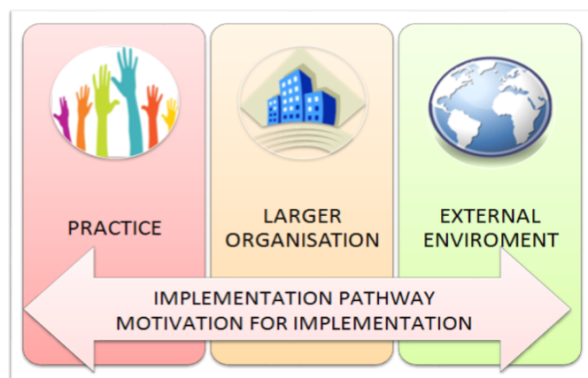 PRACTICE
LARGER
ORGANISATION
EXTERNAL
ENVIROMENT
IMPLEMENTATION PATHWAY
MOTIVATION FOR IMPLEMENTATION